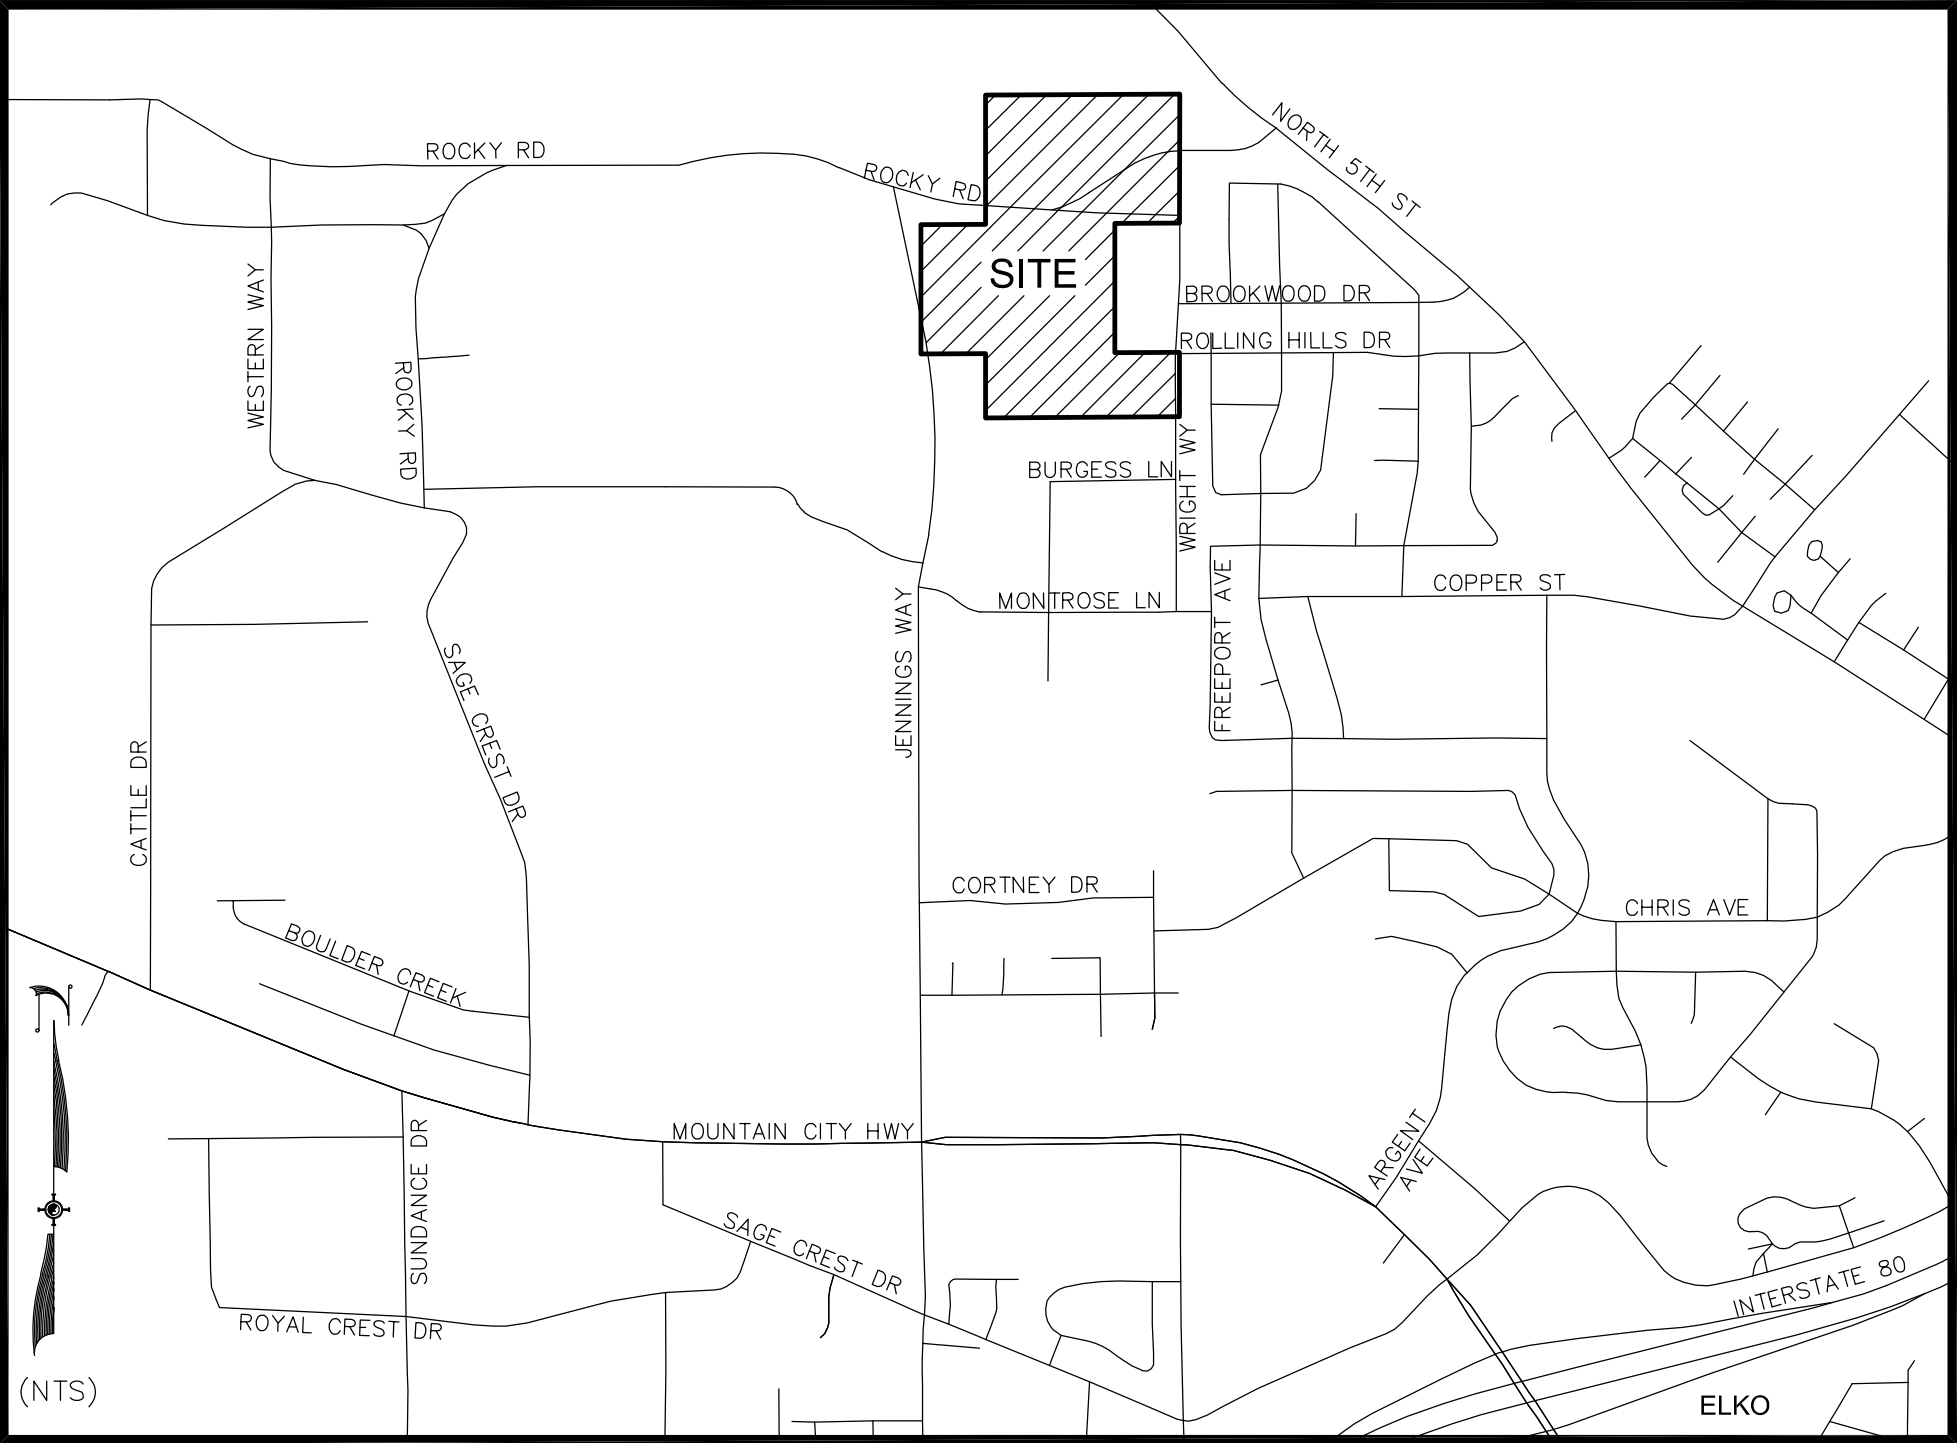 NORTH 5TH ST
ROCKY RD
ROCKY RD
SITE
WESTERN WAY
BROOKWOOD DR
ROLLING HILLS DR
ROCKY RD
BURGESS LN
WRIGHT WY
COPPER ST
MONTROSE LN
FREEPORT AVE
JENNINGS WAY
SAGE CREST DR
CATTLE DR
CORTNEY DR
CHRIS AVE
BOULDER CREEK
MOUNTAIN CITY HWY
ARGENT
AVE
SUNDANCE DR
SAGE CREST DR
INTERSTATE 80
ROYAL CREST DR
(NTS)
ELKO